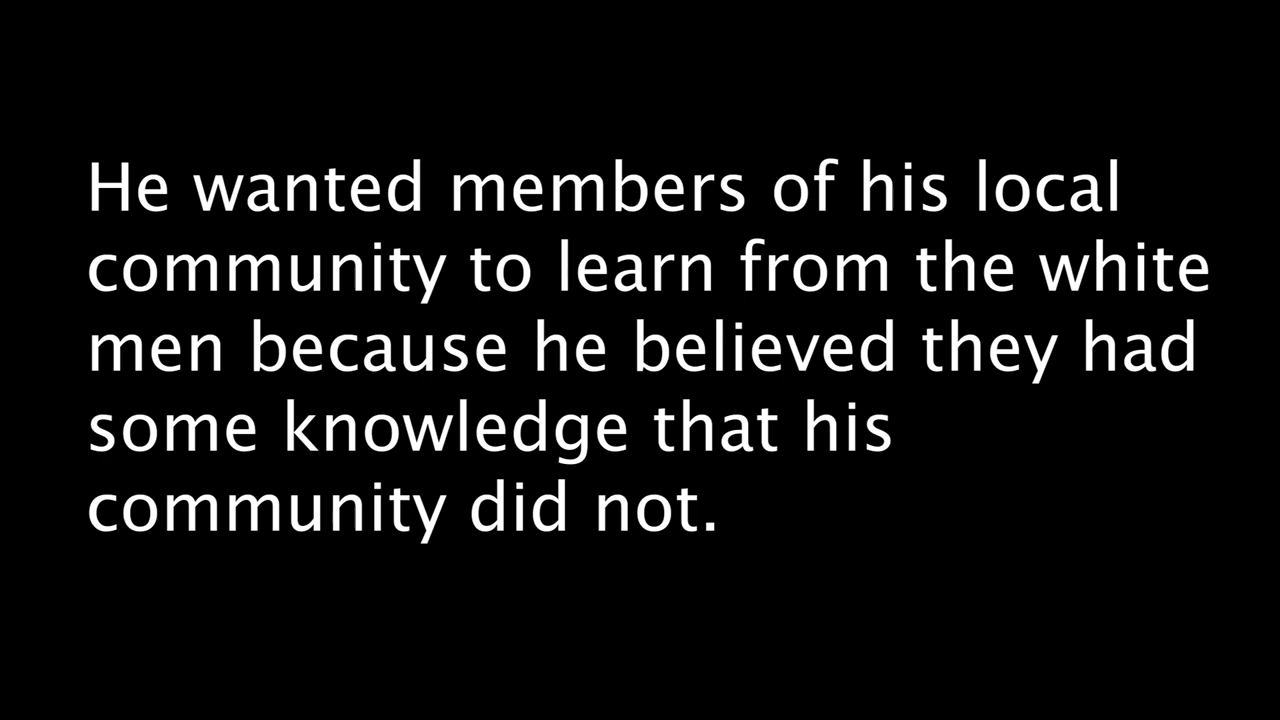 He wanted members of his local
community to learn from the white
men because he believed they had
some knowledge that his
community did not.